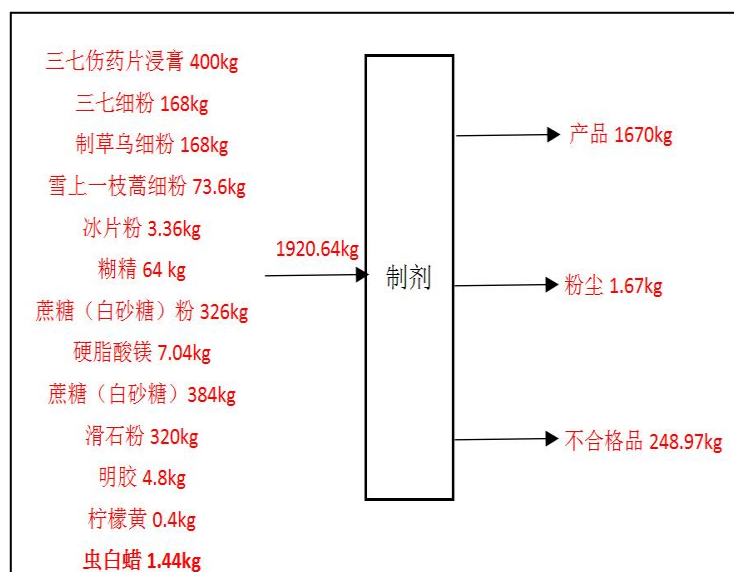 三七伤药片浸膏 400kg
三七细粉 168kg
制草乌细粉 168kg
雪上一枝蒿细粉 73.6kg
冰片粉 3.36kg
糊精 64 kg
蔗糖（白砂糖）粉 326kg
硬脂酸镁 7.04kg
蔗糖（白砂糖）384kg
滑石粉 320kg
明胶 4.8kg
柠檬黄 0.4kg
虫白蜡 1.44kg
1920.64kg
制剂
产品 1670kg
粉尘 1.67kg
不合格品 248.97kg